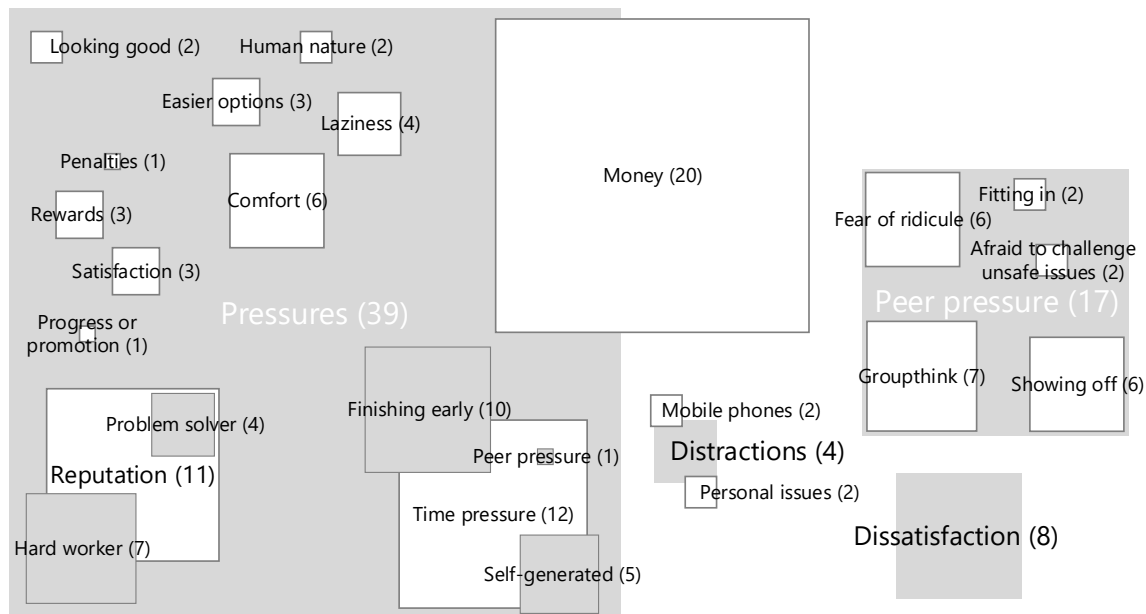 Looking good (2)
Human nature (2)
Easier options (3)
Laziness (4)
Penalties (1)
Comfort (6)
Rewards (3)
Satisfaction (3)
Pressures (39)
Progress or
promotion (1)
Money (20)
Problem solver (4)
Reputation (11)
Hard worker (7)
Finishing early (10)
Peer pressure (1)
Time pressure (12)
Self-generated (5)
Mobile phones (2)
Distractions (4)
Personal issues (2)
Fear of ridicule (6)
Fitting in (2)
Afraid to challenge
unsafe issues (2)
Peer pressure (17)
Groupthink (7)
Showing off (6)
Dissatisfaction (8)